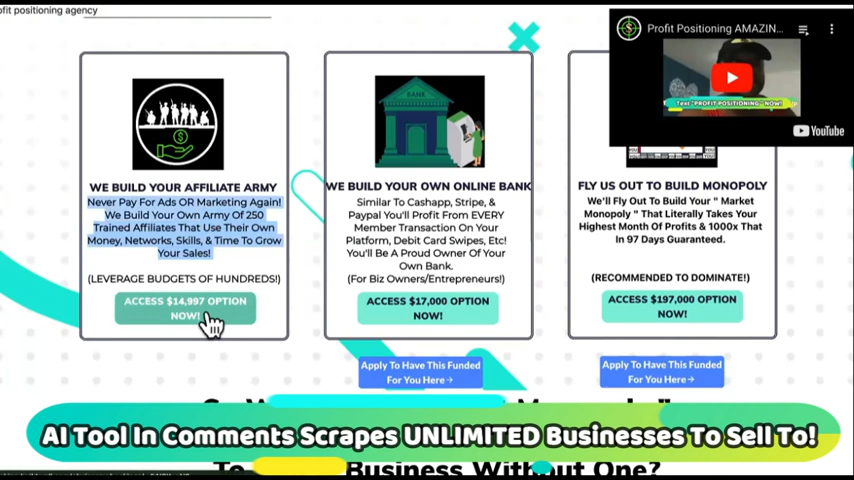 ofit positioning agency
Profit Positioning AMAZIN...
Text "PROFIT POSITIONING" NOW!
YouTube
BANK
WE BUILD YOUR AFFILIATE ARMY
Never Pay For Ads OR Marketing Again!
We Build Your Own Army Of 250
Trained Affiliates That Use Their Own
Money, Networks, Skills, & Time To Grow
Your Sales!
(LEVERAGE BUDGETS OF HUNDREDS!)
ACCESS $14,997 OPTION
NOW!
WE BUILD YOUR OWN ONLINE BANK
Similar To Cashapp, Stripe, &
Paypal You'll Profit From EVERY
Member Transaction On Your
Platform, Debit Card Swipes, Etc!
You'll Be A Proud Owner Of Your
Own Bank.
(For Biz Owners/Entrepreneurs!)
ACCESS $17,000 OPTION
NOW!
Apply To Have This Funded
For You Here→
FLY US OUT TO BUILD MONOPOLY
We'll Fly Out To Build Your " Market
Monopoly " That Literally Takes Your
Highest Month Of Profits & 1000x That
In 97 Days Guaranteed.
(RECOMMENDED TO DOMINATE!)
ACCESS $197,000 OPTION
NOW!
Apply To Have This Funded
For You Here→
AI Tool In Comments Scrapes UNLIMITED Businesses To Sell To!
To Business Without One?